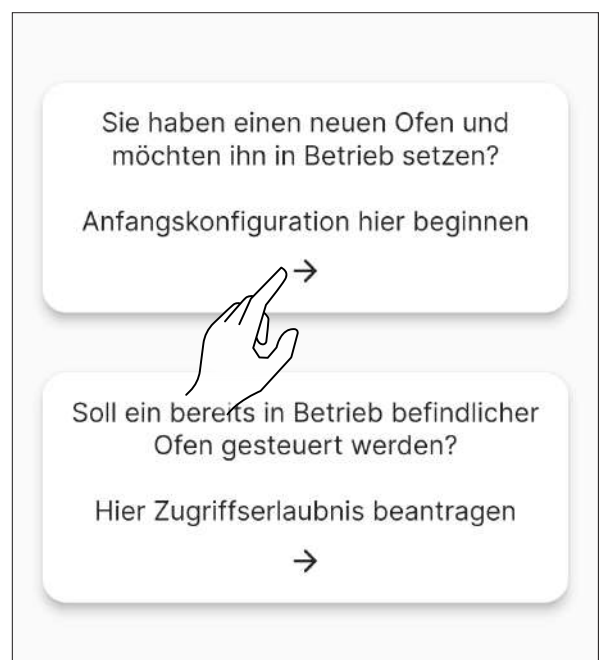 Sie haben einen neuen Ofen und
möchten ihn in Betrieb setzen?
Anfangskonfiguration hier beginnen
→
Soll ein bereits in Betrieb befindlicher
Ofen gesteuert werden?
Hier Zugriffserlaubnis beantragen
→